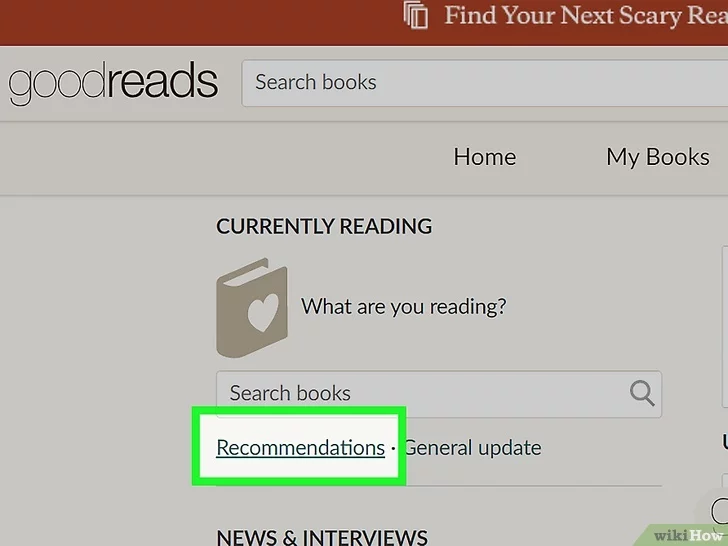 Find Your Next Scary Rea
goodreads
Search books
Home
My Books
CURRENTLY READING
What are you reading?
Search books
Recommendations · General update
NEWS & INTERVIEWS
wikiHow